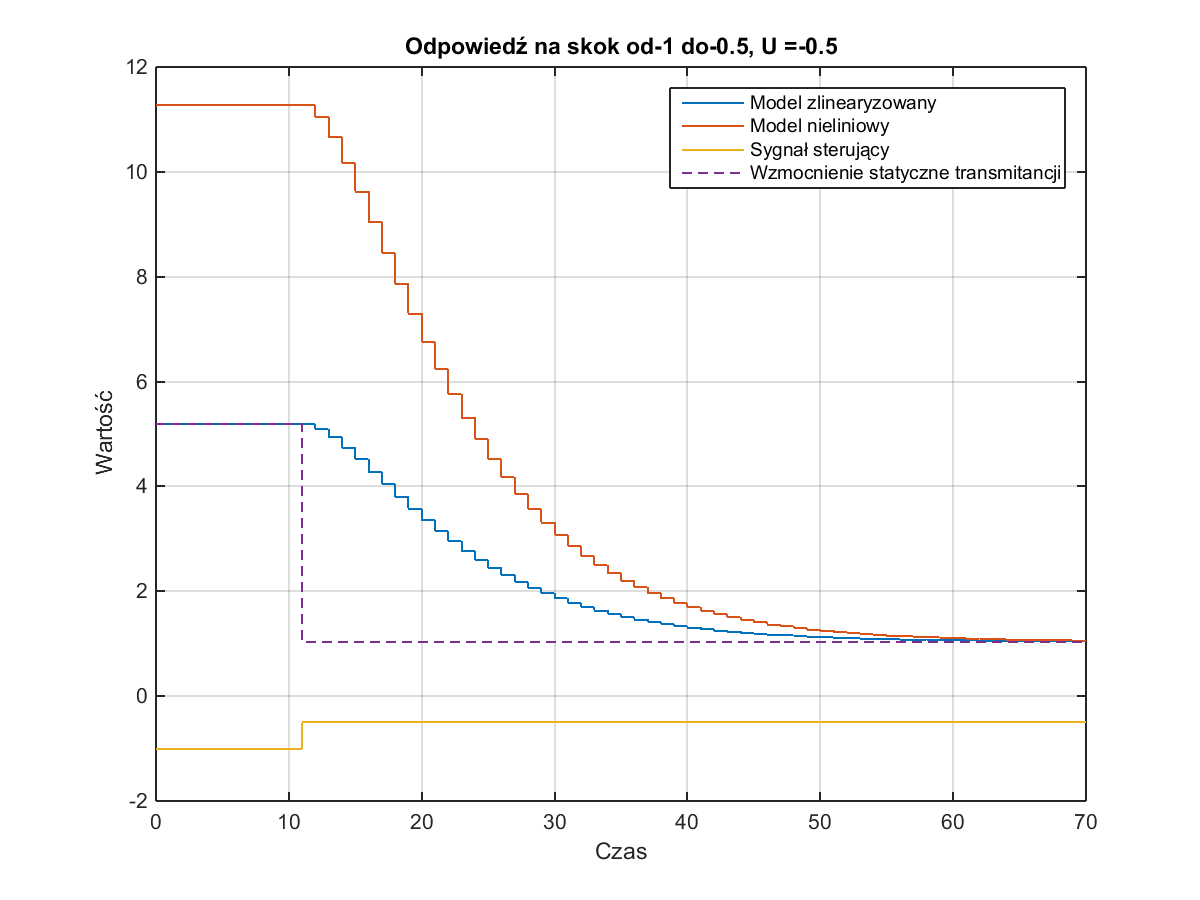 Odpowiedź na skok od-1 do-0.5, U =-0.5
Model zlinearyzowany
Model nieliniowy
Sygnał sterujący
Wzmocnienie statyczne transmitancji
Wartość
12
10
8
6
4
2
0
-2
0 10 20 30 40 50 60 70
Czas